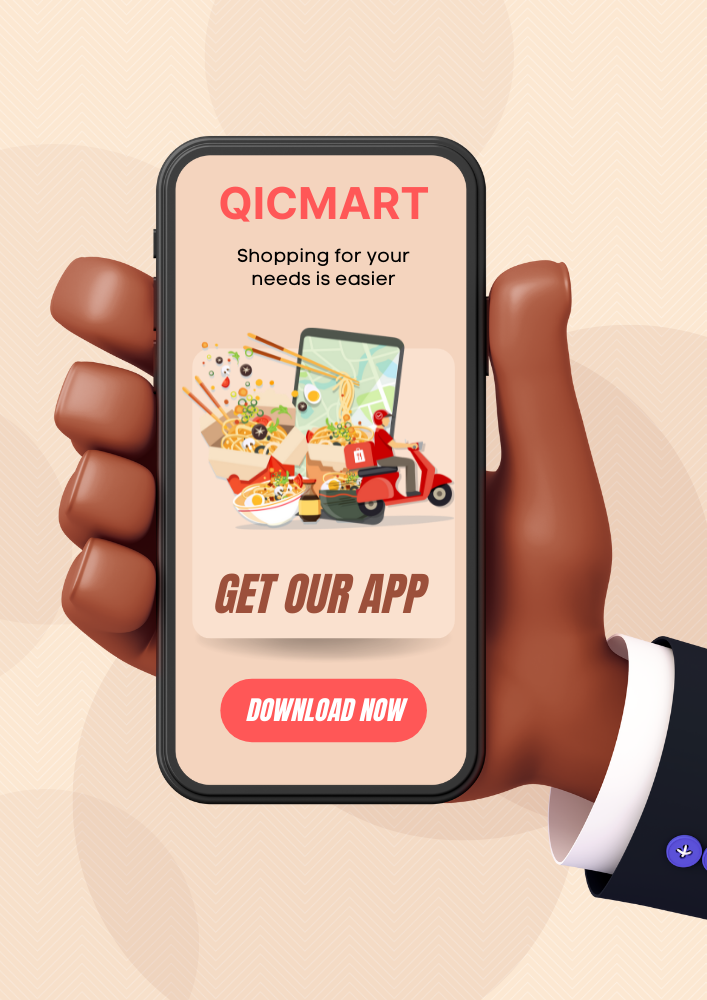 QICMART
Shopping for your
needs is easier
GET OUR APP
DOWNLOAD NOW